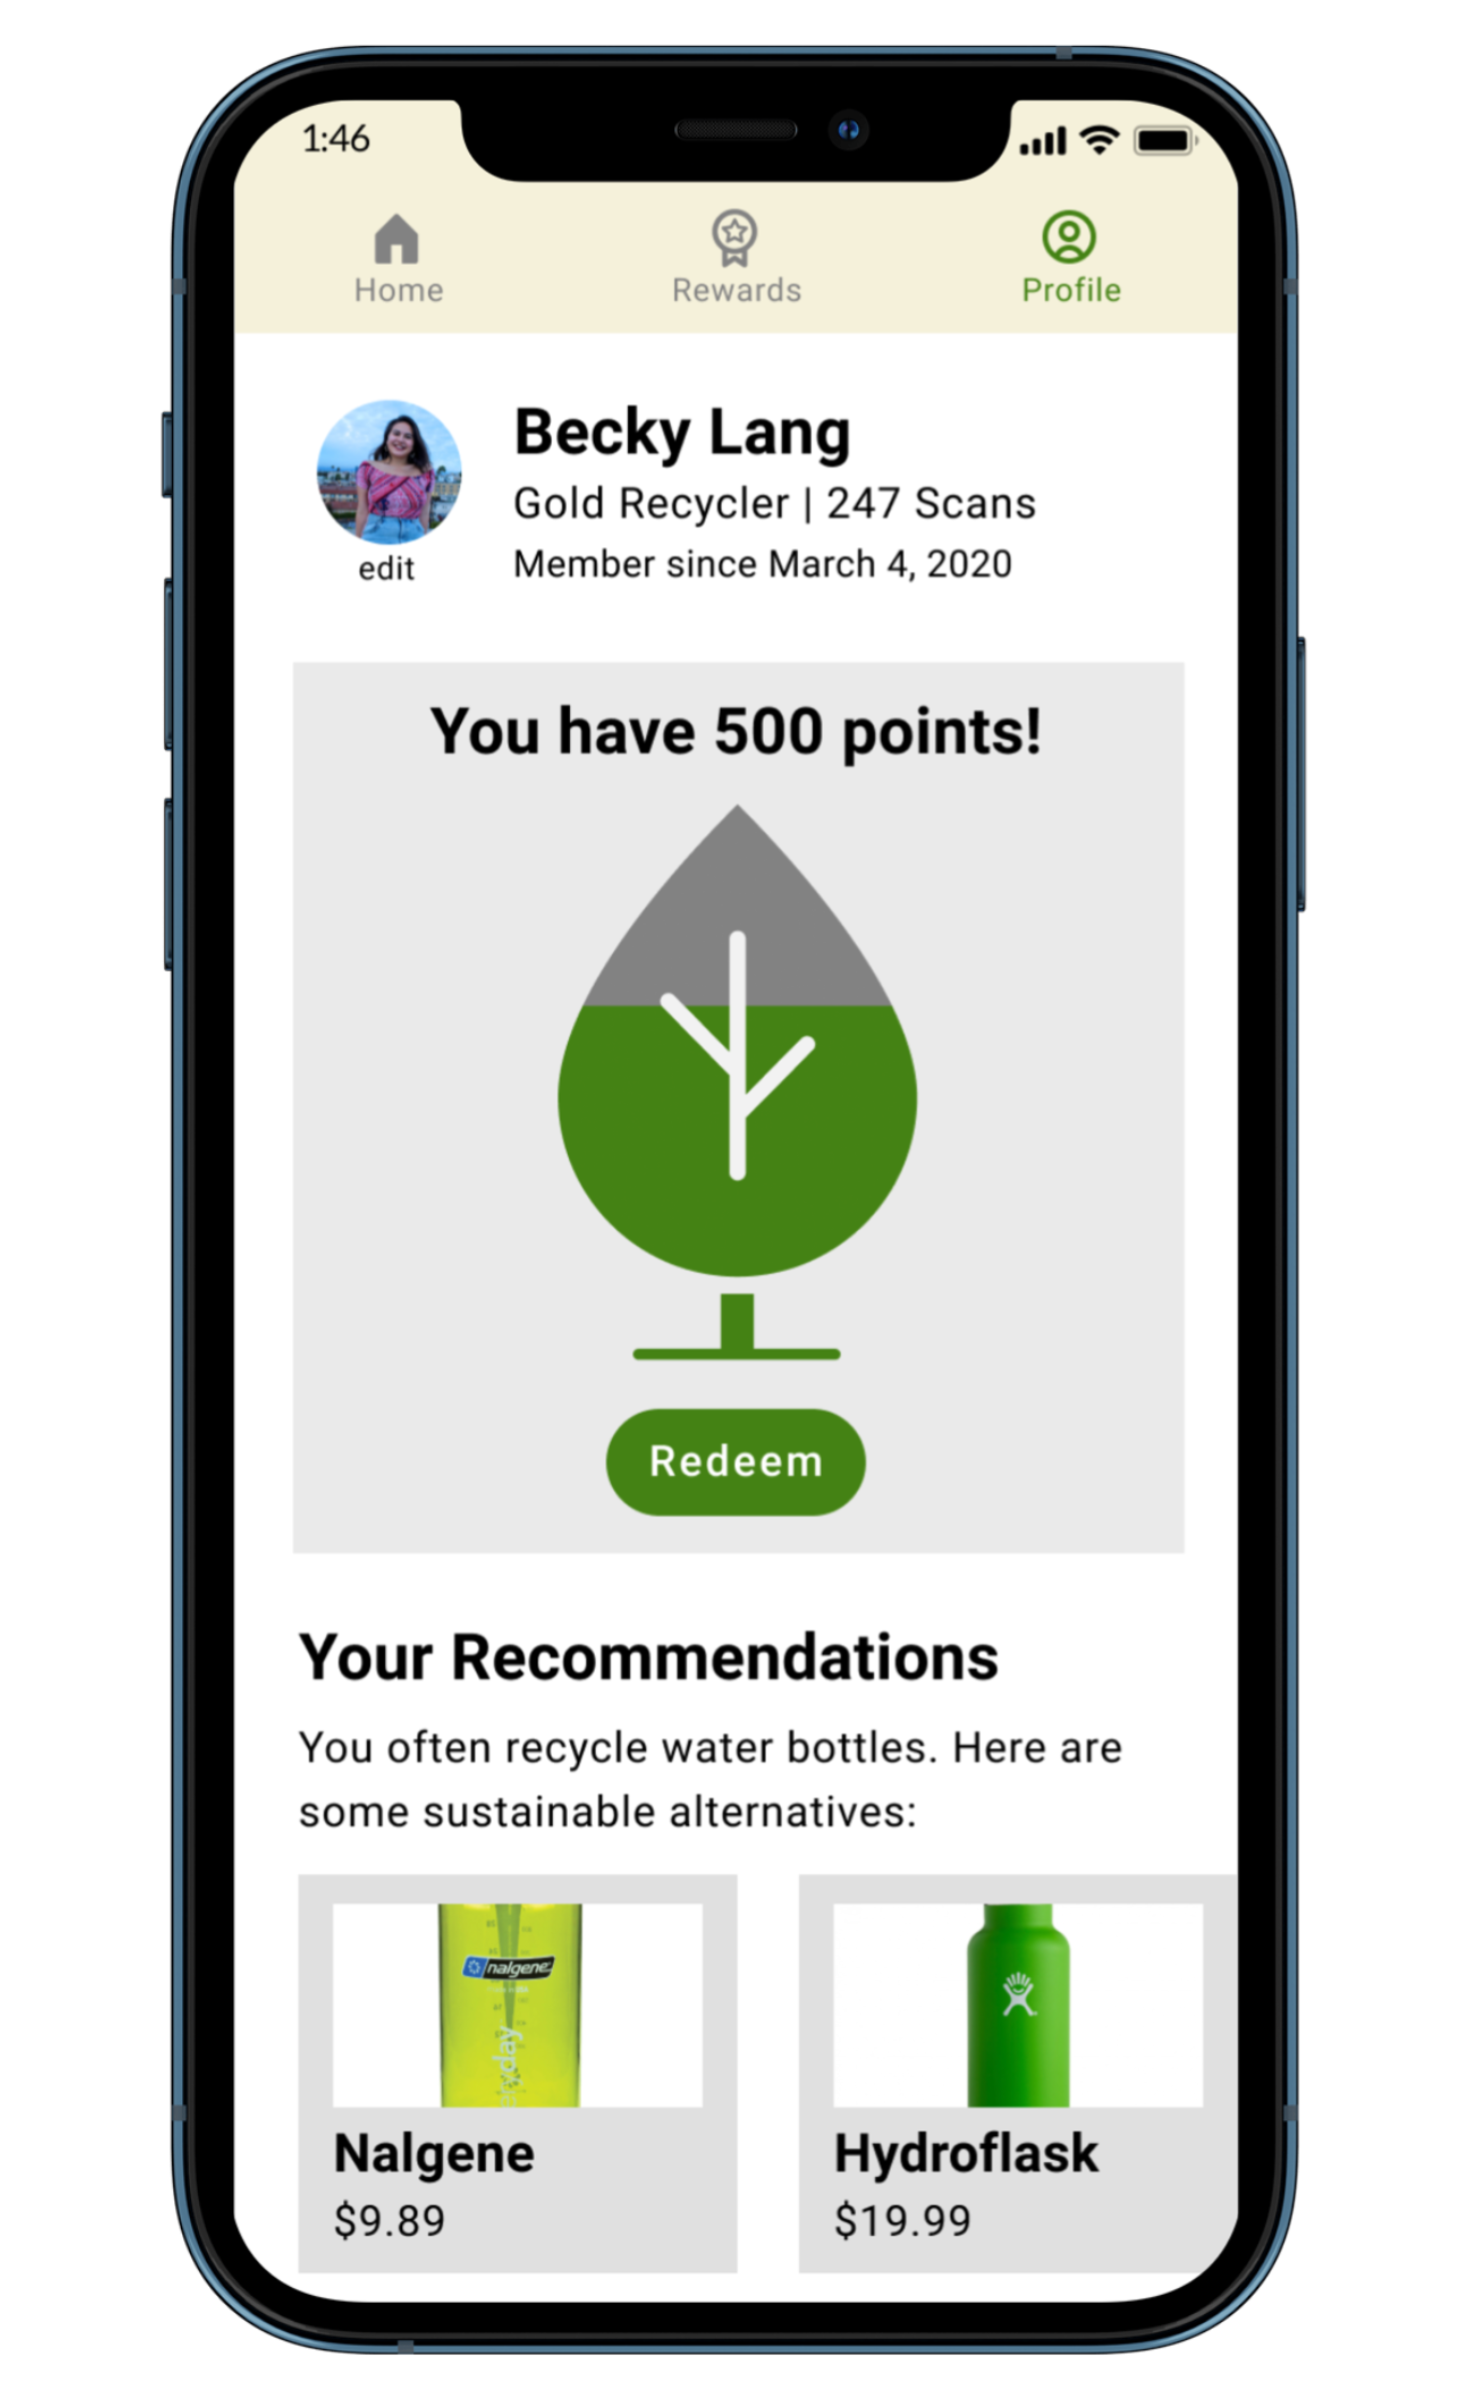 1:46
Home
Rewards
Profile
Becky Lang
Gold Recycler | 247 Scans
edit
Member since March 4, 2020
You have 500 points!
Redeem
Your Recommendations
You often recycle water bottles. Here are
some sustainable alternatives:
nalgene
Nalgene
$9.89
Hydroflask
$19.99